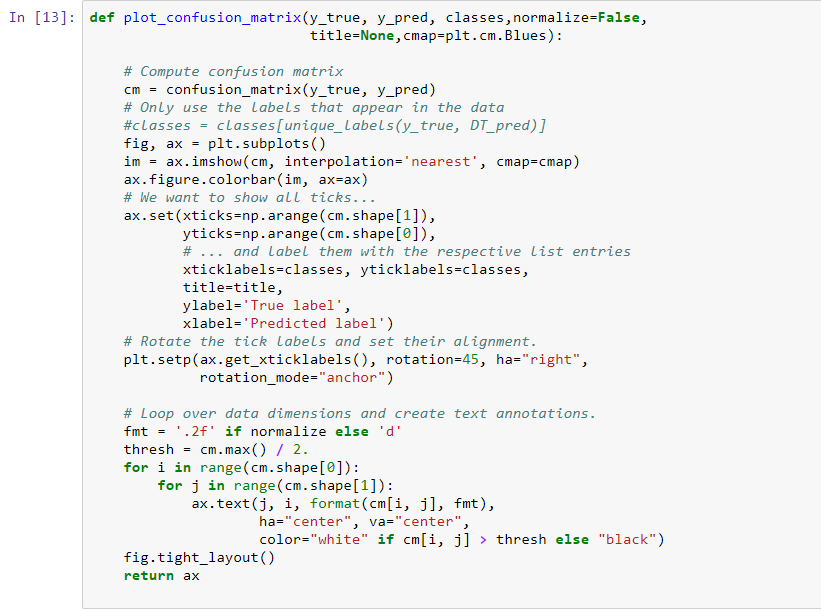 In [13]: def plot_confusion_matrix(y_true, y_pred, classes,normalize=False,
                          title=None,cmap=plt.cm.Blues):

    # Compute confusion matrix
    cm = confusion_matrix(y_true, y_pred)
    # Only use the labels that appear in the data
    #classes = classes[unique_labels(y_true, DT_pred)]
    fig, ax = plt.subplots()
    im = ax.imshow(cm, interpolation='nearest', cmap=cmap)
    ax.figure.colorbar(im, ax=ax)
    # We want to show all ticks...
    ax.set(xticks=np.arange(cm.shape[1]),
           yticks=np.arange(cm.shape[0]),
           # ... and label them with the respective list entries
           xticklabels=classes, yticklabels=classes,
           title=title,
           ylabel='True label',
           xlabel='Predicted label')
    # Rotate the tick labels and set their alignment.
    plt.setp(ax.get_xticklabels(), rotation=45, ha="right",
             rotation_mode="anchor")

    # Loop over data dimensions and create text annotations.
    fmt = '.2f' if normalize else 'd'
    thresh = cm.max() / 2.
    for i in range(cm.shape[0]):
        for j in range(cm.shape[1]):
            ax.text(j, i, format(cm[i, j], fmt),
                    ha="center", va="center",
                    color="white" if cm[i, j] > thresh else "black")
    fig.tight_layout()
    return ax